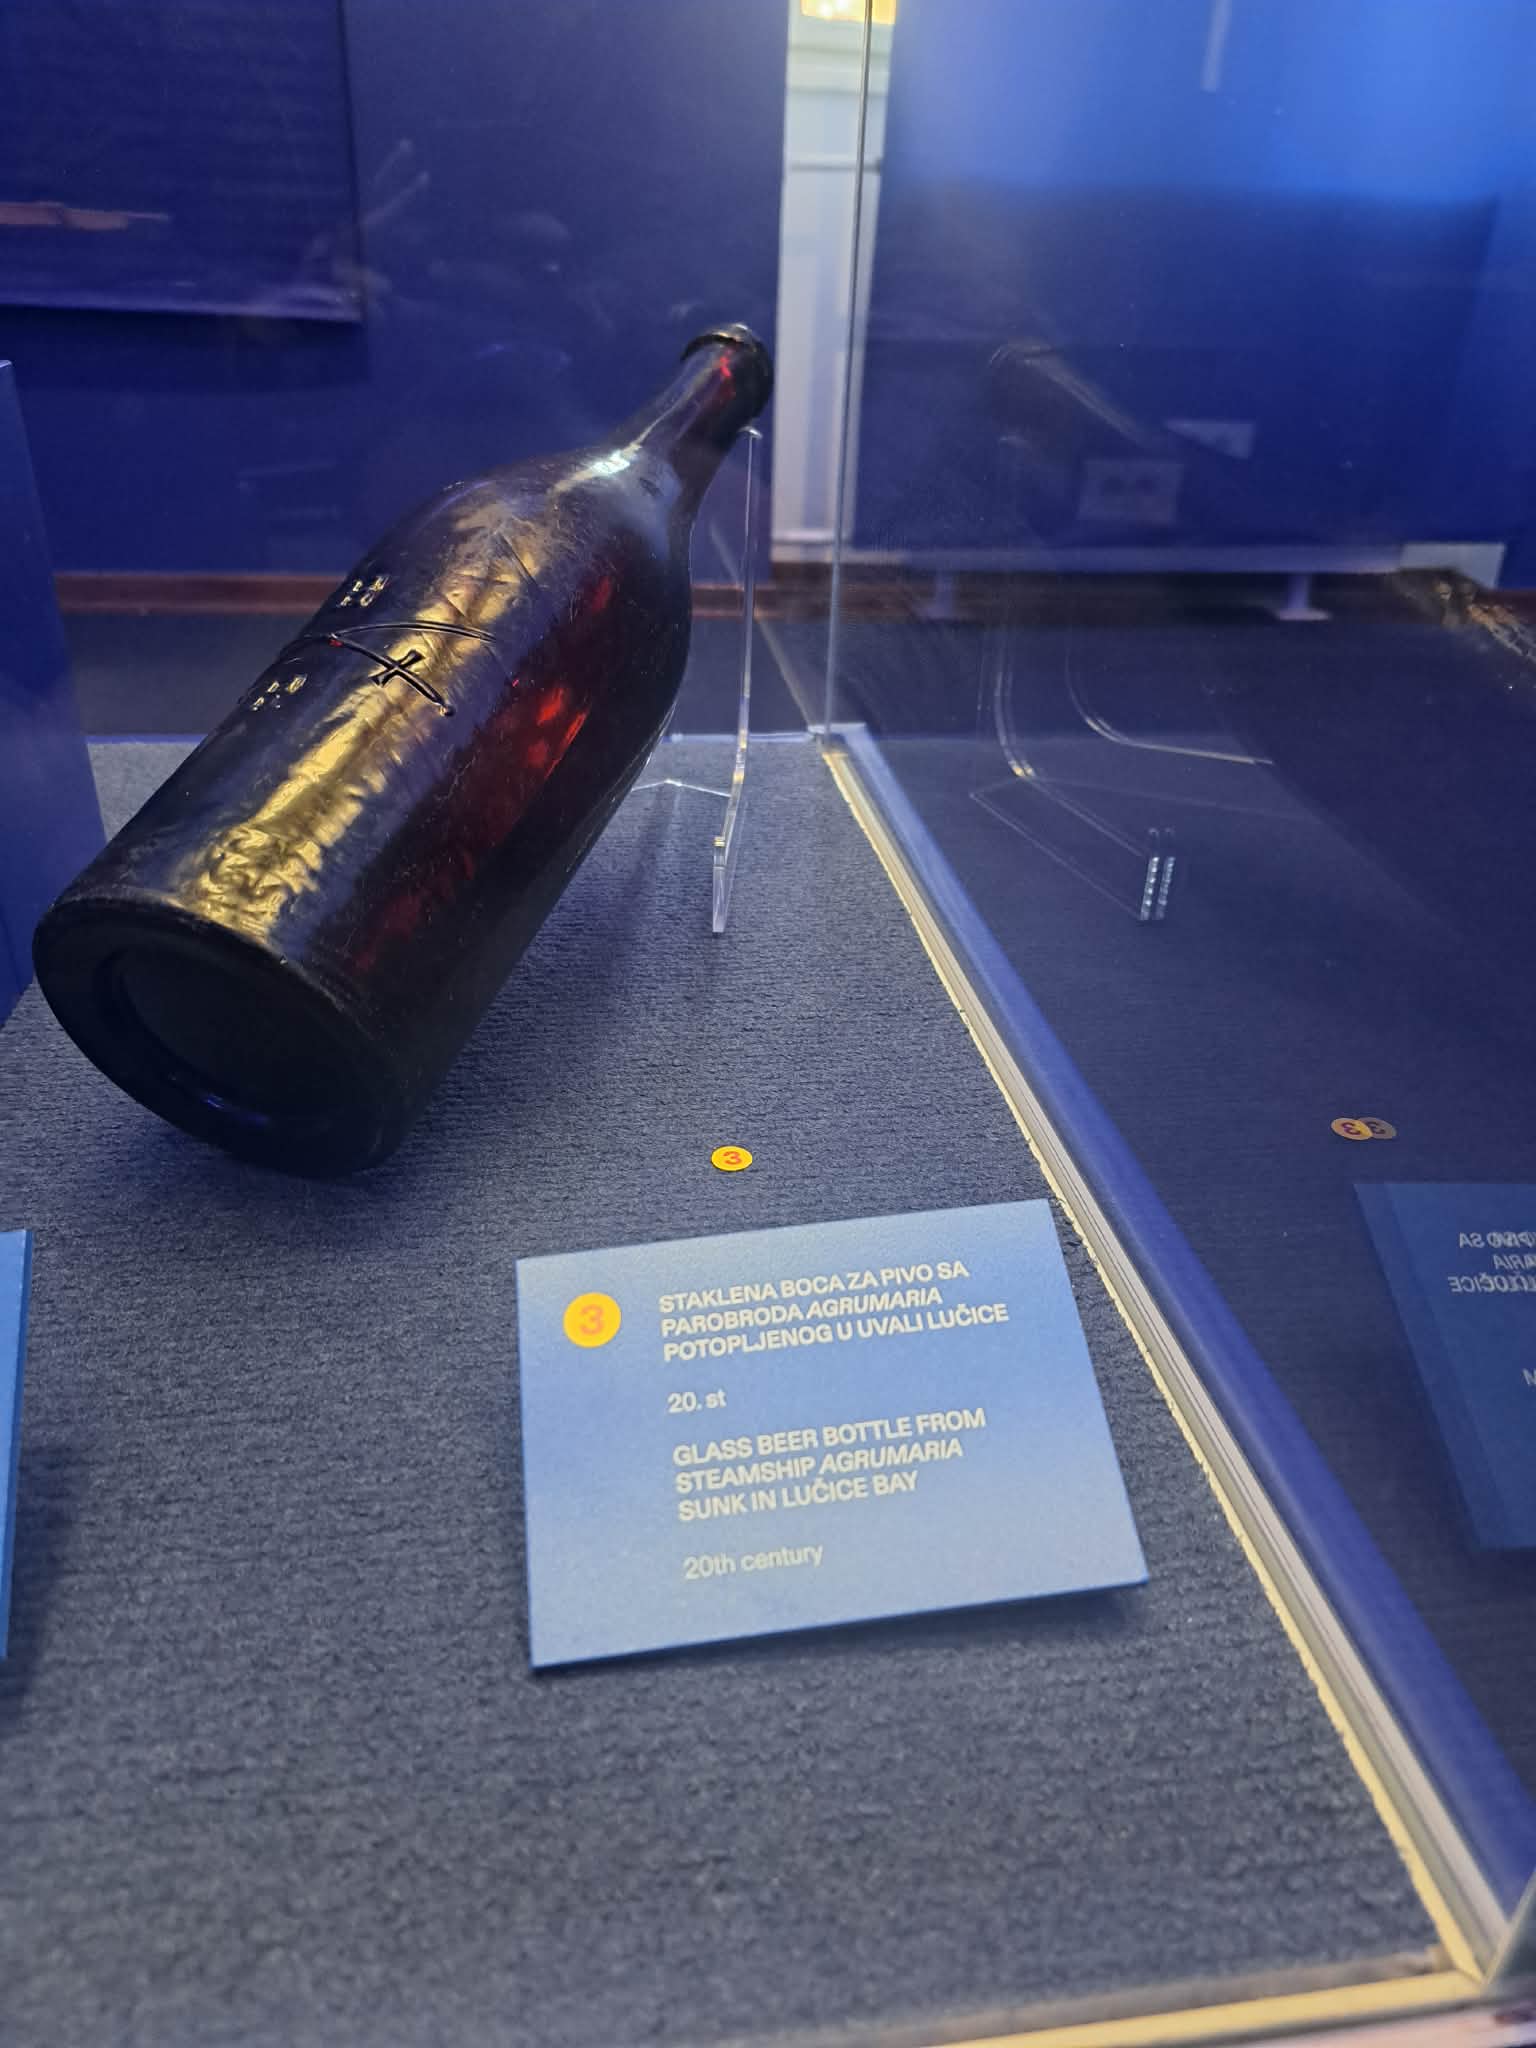 3
3
STAKLENA BOCA ZA PIVO SA
PAROBRODA AGRUMARIA
POTOPLJENOG U UVALI LUČICE
20. st
GLASS BEER BOTTLE FROM
STEAMSHIP AGRUMARIA
SUNK IN LUČICE BAY
20th century